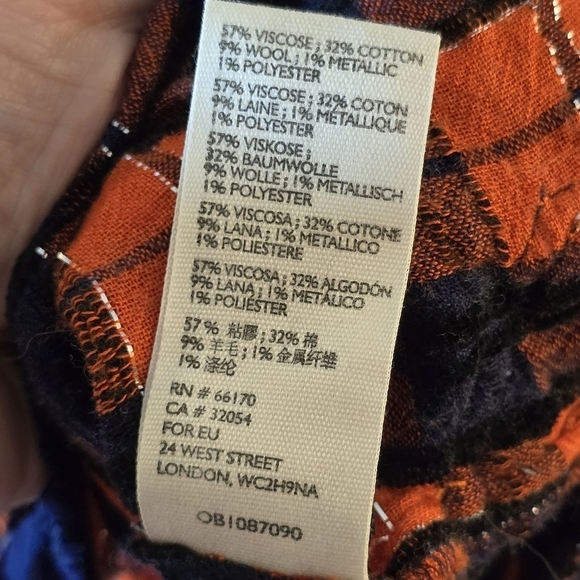 57% VISCOSE ; 32% COTTON
9% WOOL ; 1% METALLIC
1% POLYESTER
57% VISCOSE ; 32% COTON
9% LAINE ; 1% MÉTALLIQUE
1% POLYESTER
57% VISKOSE ;
32% BAUMWOLLE
9% WOLLE ; 1% METALLISCH
1% POLYESTER
57% VISCOSA ; 32% COTONE
9% LANA ; 1% METALLICO
1% POLIESTERE
57% VISCOSA ; 32% ALGODÓN
9% LANA ; 1% METÁLICO
1% POLIÉSTER
57% 粘膠 ; 32% 棉
9% 羊毛 ; 1% 金属纤维
1% 涤纶
RN # 66170
CA # 32054
FOR EU
24 WEST STREET
LONDON, WC2H9NA
OB1087090